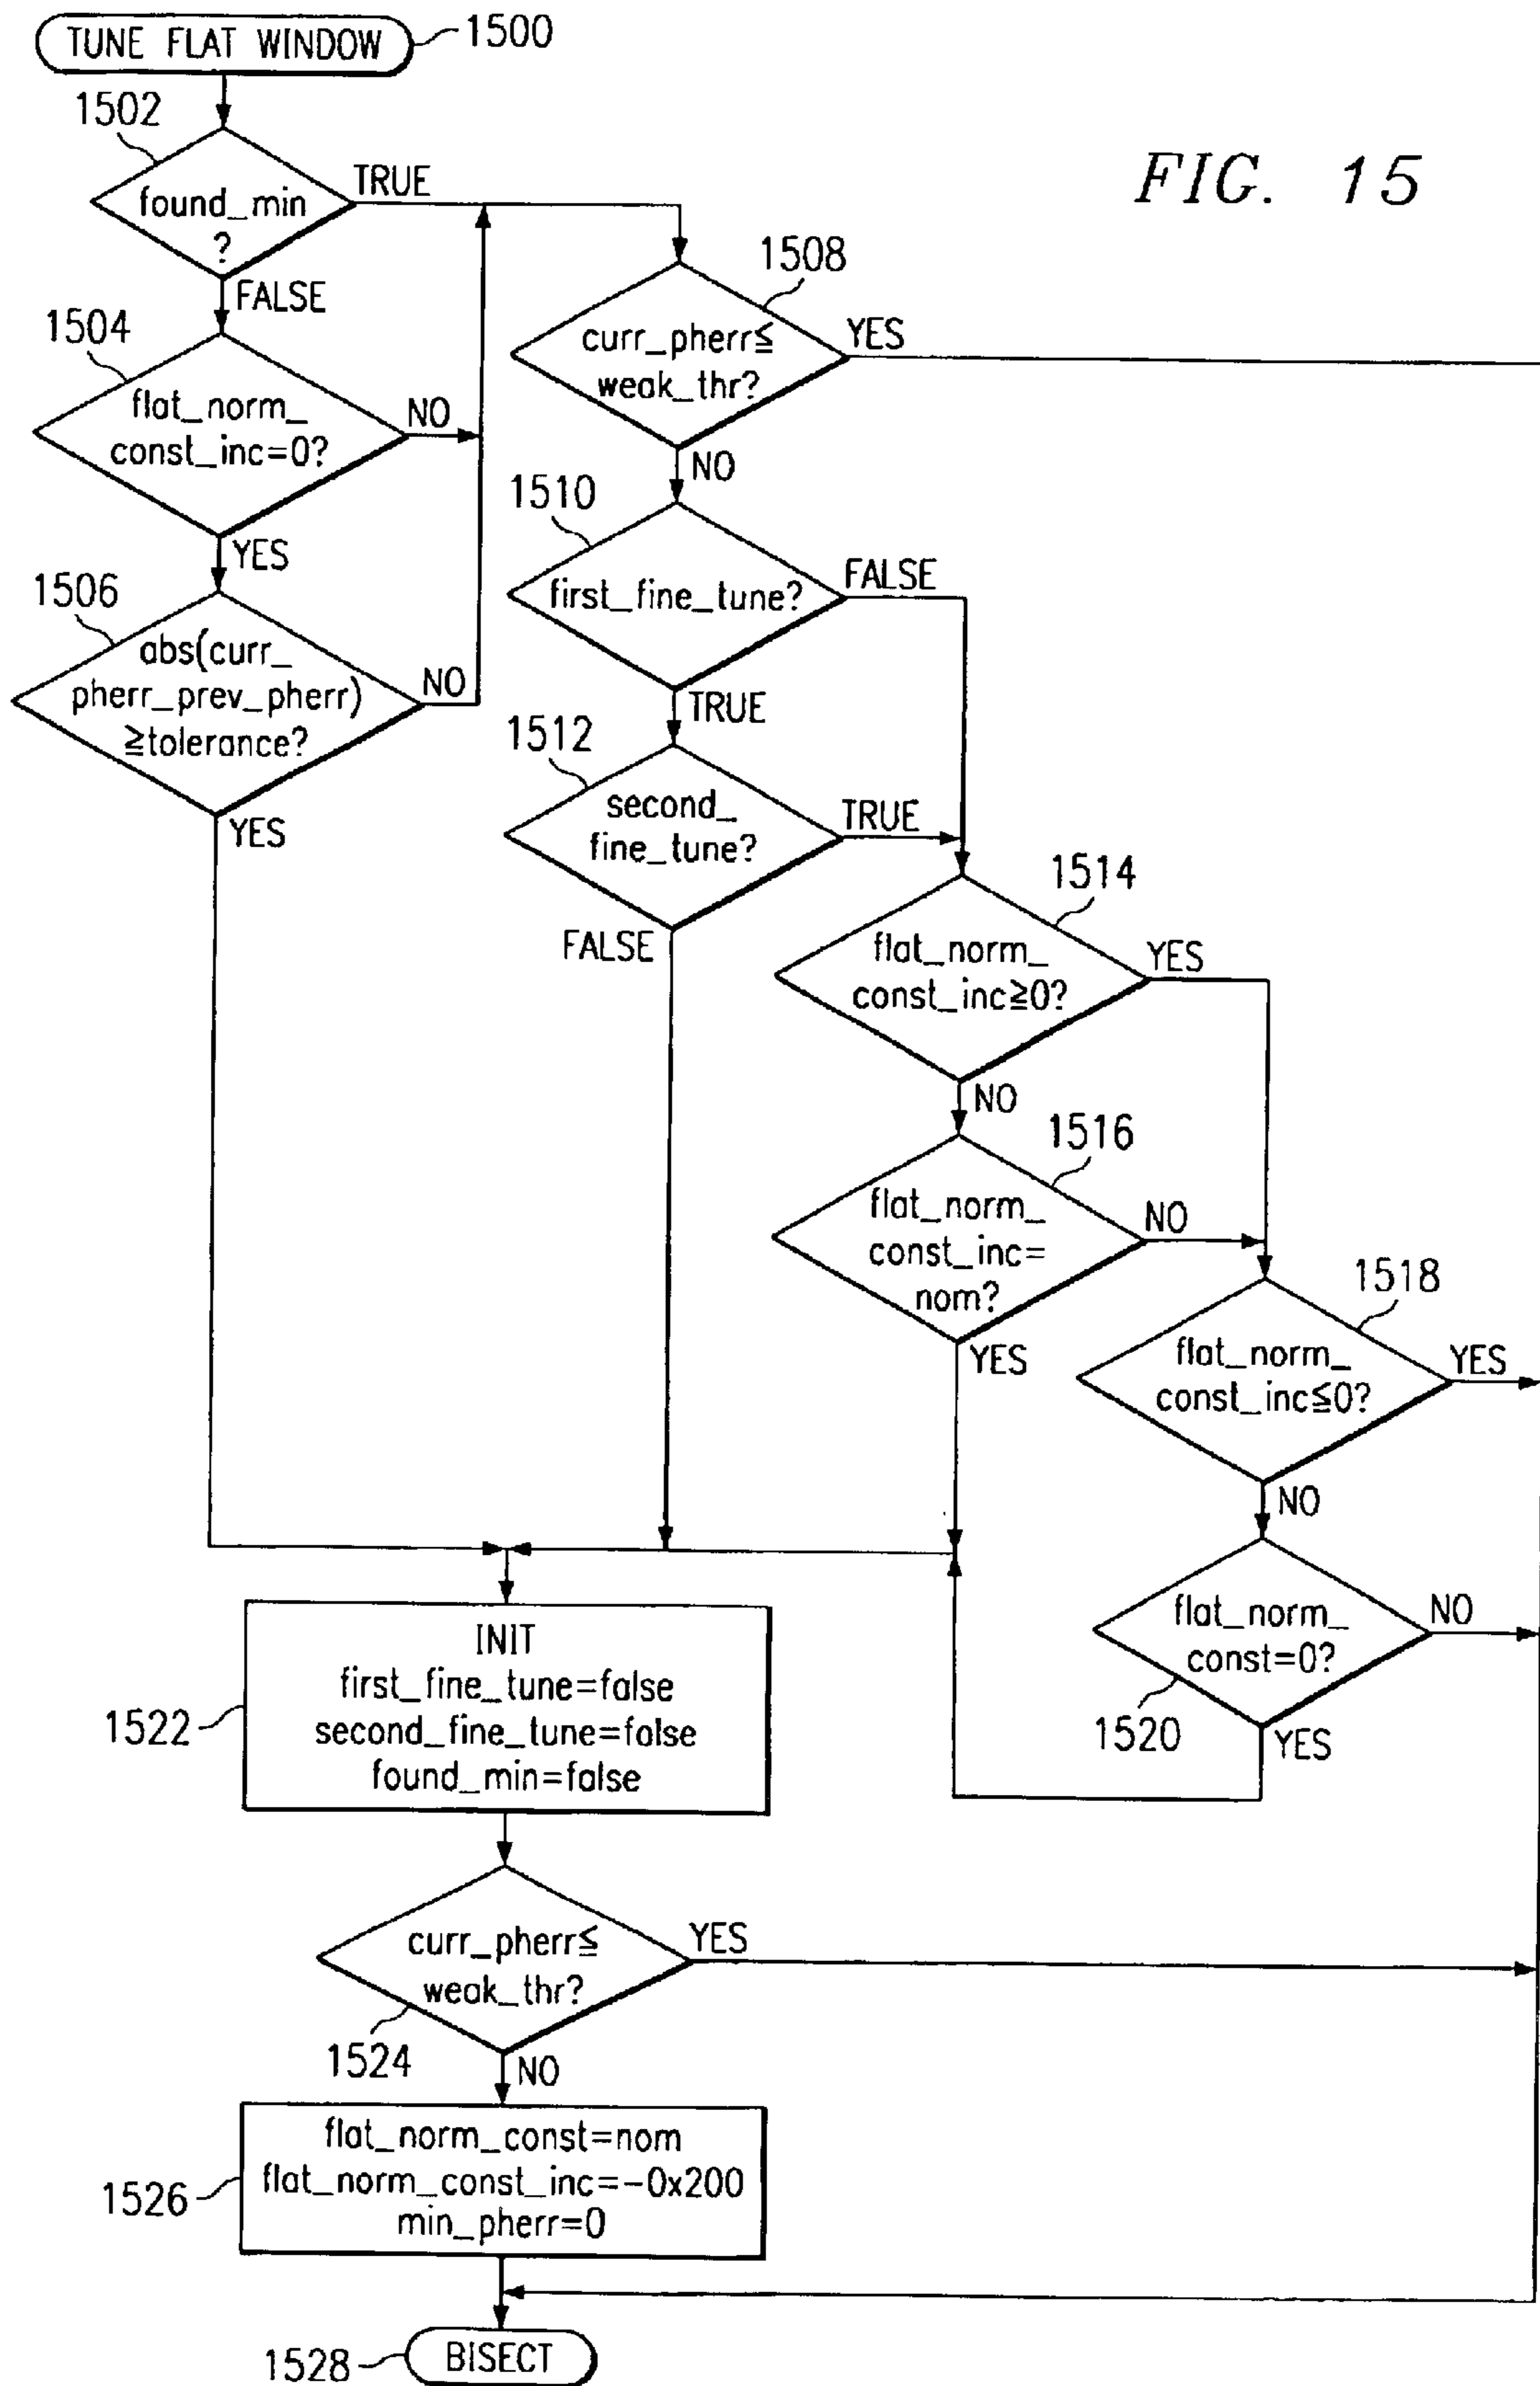 TUNE FLAT WINDOW
1500
FIG. 15
1502
found_min
?
TRUE
FALSE
1504
flat_norm_
const_inc=0?
NO
YES
1506
abs(curr_
pherr_prev_pherr)
≧tolerance?
NO
YES
1508
curr_pherr≦
weak_thr?
YES
NO
1510
first_fine_tune?
FALSE
TRUE
1512
second_
fine_tune?
TRUE
FALSE
1514
flat_norm_
const_inc≧0?
YES
NO
1516
flat_norm_
const_inc=
nom?
NO
YES
1518
flat_norm_
const_inc≦0?
YES
NO
flat_norm_
const=0?
NO
1520
YES
INIT
first_fine_tune=false
second_fine_tune=false
found_min=false
1522
curr_pherr≦
weak_thr?
YES
1524
NO
flat_norm_const=nom
flat_norm_const_inc=-0x200
min_pherr=0
1526
BISECT
1528